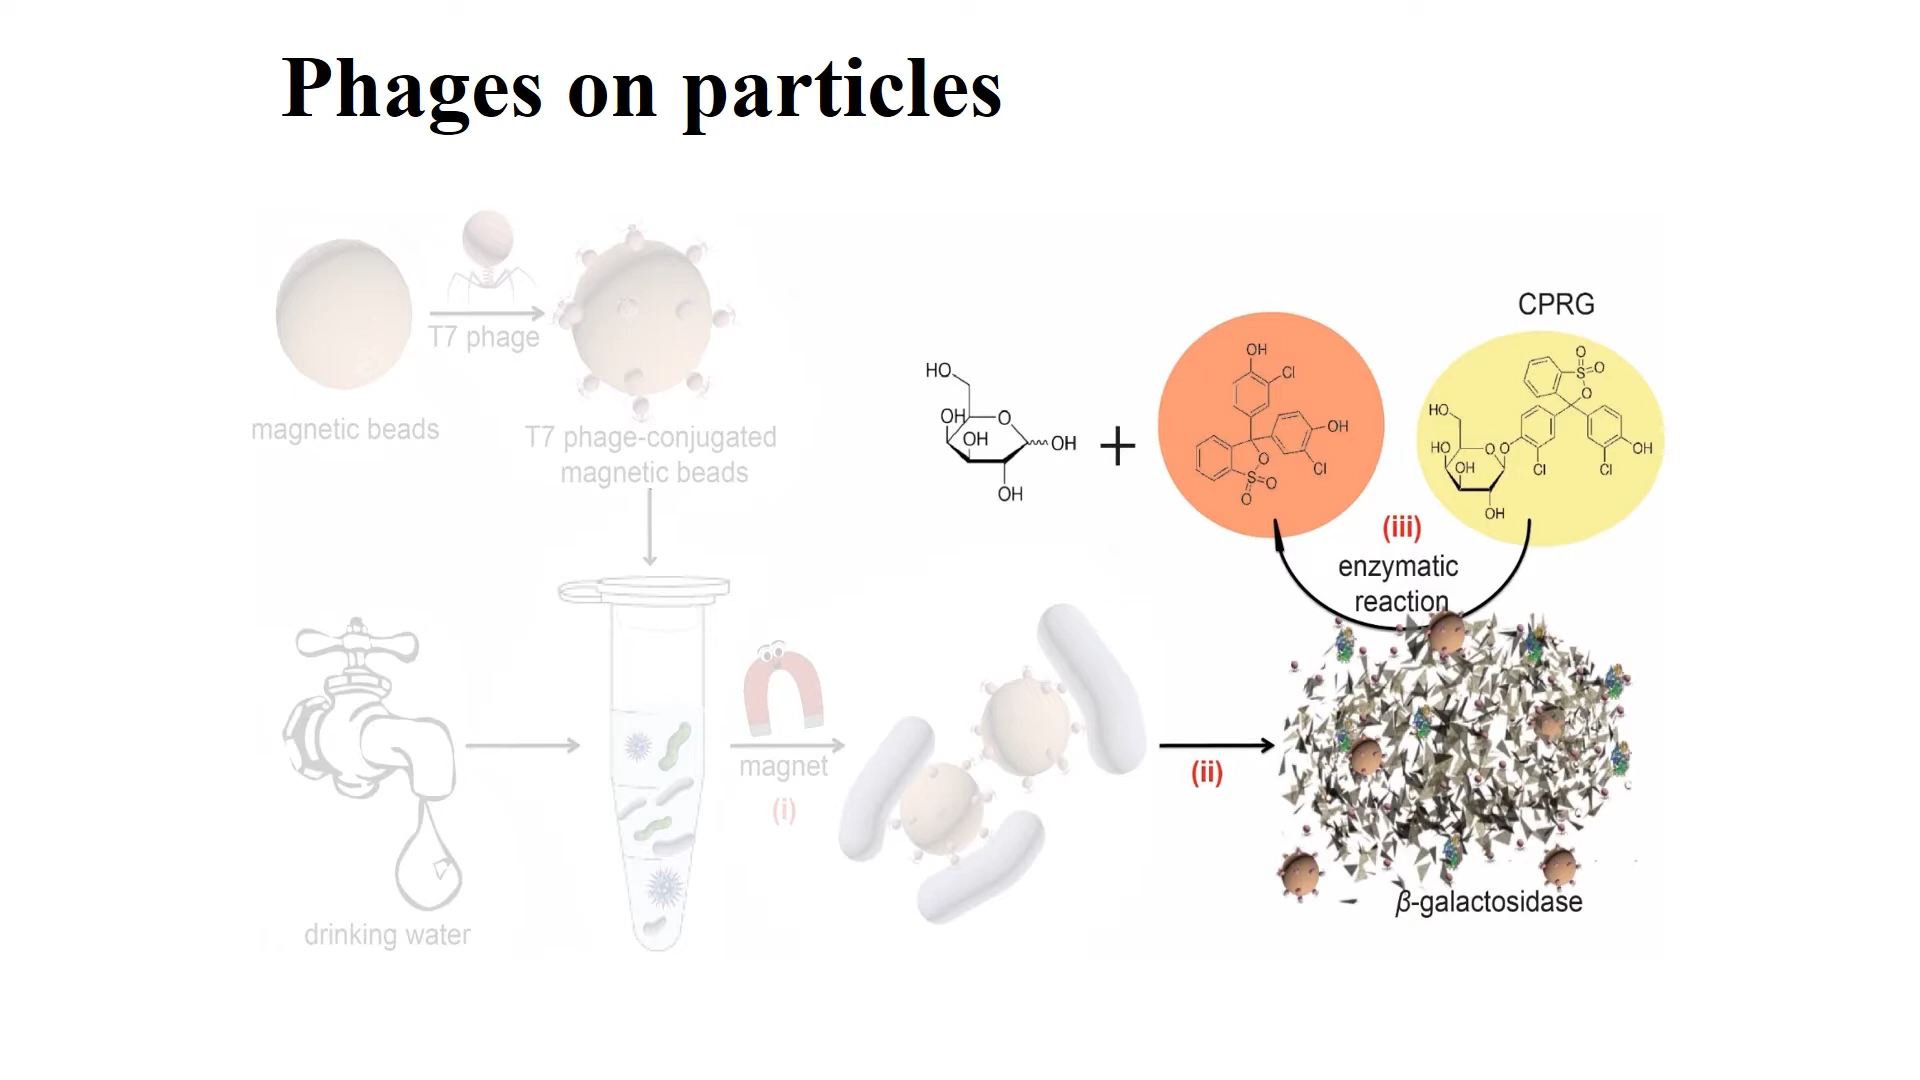 Phages on particles
T7 phage
magnetic beads
T7 phage-conjugated
magnetic beads
drinking water
magnet
(i)
(ii)
HO
OH
O
OH
OH
OH
+
OH
Cl
OH
Cl
O
S
O
O
CPRG
O
S
O
O
HO
HO
OH
O
O
Cl
Cl
OH
OH
(iii)
enzymatic
reaction
β-galactosidase